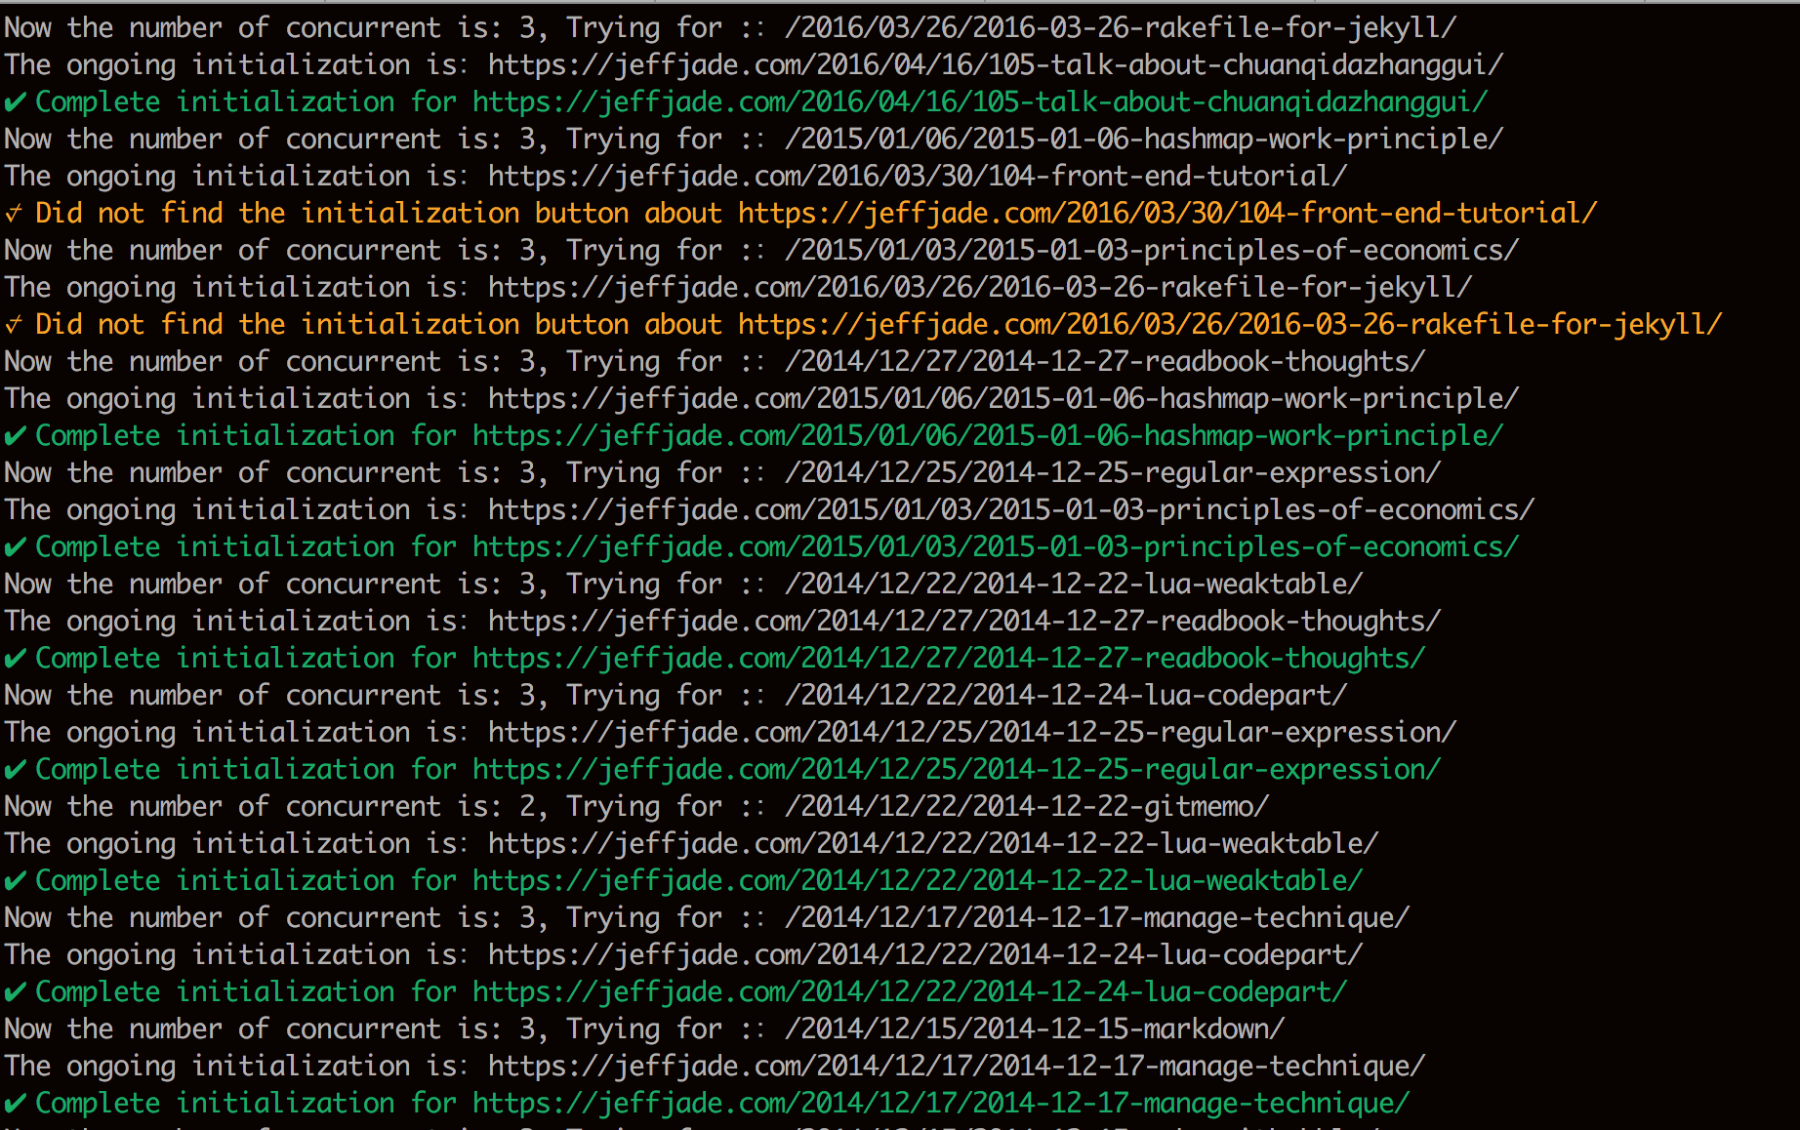 Now the number of concurrent is: 3, Trying for :: /2016/03/26/2016-03-26-rakefile-for-jekyll/
The ongoing initialization is: https://jeffjade.com/2016/04/16/105-talk-about-chuanqidazhanggui/
✔ Complete initialization for https://jeffjade.com/2016/04/16/105-talk-about-chuanqidazhanggui/
Now the number of concurrent is: 3, Trying for :: /2015/01/06/2015-01-06-hashmap-work-principle/
The ongoing initialization is: https://jeffjade.com/2016/03/30/104-front-end-tutorial/
✓ Did not find the initialization button about https://jeffjade.com/2016/03/30/104-front-end-tutorial/
Now the number of concurrent is: 3, Trying for :: /2015/01/03/2015-01-03-principles-of-economics/
The ongoing initialization is: https://jeffjade.com/2016/03/26/2016-03-26-rakefile-for-jekyll/
✓ Did not find the initialization button about https://jeffjade.com/2016/03/26/2016-03-26-rakefile-for-jekyll/
Now the number of concurrent is: 3, Trying for :: /2014/12/27/2014-12-27-readbook-thoughts/
The ongoing initialization is: https://jeffjade.com/2015/01/06/2015-01-06-hashmap-work-principle/
✔ Complete initialization for https://jeffjade.com/2015/01/06/2015-01-06-hashmap-work-principle/
Now the number of concurrent is: 3, Trying for :: /2014/12/25/2014-12-25-regular-expression/
The ongoing initialization is: https://jeffjade.com/2015/01/03/2015-01-03-principles-of-economics/
✔ Complete initialization for https://jeffjade.com/2015/01/03/2015-01-03-principles-of-economics/
Now the number of concurrent is: 3, Trying for :: /2014/12/22/2014-12-22-lua-weaktable/
The ongoing initialization is: https://jeffjade.com/2014/12/27/2014-12-27-readbook-thoughts/
✔ Complete initialization for https://jeffjade.com/2014/12/27/2014-12-27-readbook-thoughts/
Now the number of concurrent is: 3, Trying for :: /2014/12/22/2014-12-24-lua-codepart/
The ongoing initialization is: https://jeffjade.com/2014/12/25/2014-12-25-regular-expression/
✔ Complete initialization for https://jeffjade.com/2014/12/25/2014-12-25-regular-expression/
Now the number of concurrent is: 2, Trying for :: /2014/12/22/2014-12-22-gitmemo/
The ongoing initialization is: https://jeffjade.com/2014/12/22/2014-12-22-lua-weaktable/
✔ Complete initialization for https://jeffjade.com/2014/12/22/2014-12-22-lua-weaktable/
Now the number of concurrent is: 3, Trying for :: /2014/12/17/2014-12-17-manage-technique/
The ongoing initialization is: https://jeffjade.com/2014/12/22/2014-12-24-lua-codepart/
✔ Complete initialization for https://jeffjade.com/2014/12/22/2014-12-24-lua-codepart/
Now the number of concurrent is: 3, Trying for :: /2014/12/15/2014-12-15-markdown/
The ongoing initialization is: https://jeffjade.com/2014/12/17/2014-12-17-manage-technique/
✔ Complete initialization for https://jeffjade.com/2014/12/17/2014-12-17-manage-technique/